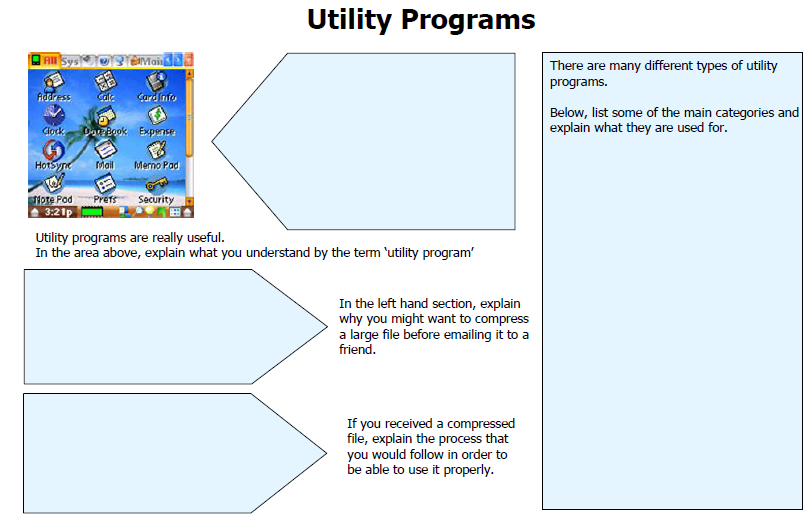 Utility Programs
All Sys Mail
Address Calc Card Info
Clock Date Book Expense
HotSync Mail Memo Pad
Note Pad Prefs Security
3:21p
Utility programs are really useful.
In the area above, explain what you understand by the term ‘utility program’
In the left hand section, explain
why you might want to compress
a large file before emailing it to a
friend.
If you received a compressed
file, explain the process that
you would follow in order to
be able to use it properly.
There are many different types of utility
programs.
Below, list some of the main categories and
explain what they are used for.